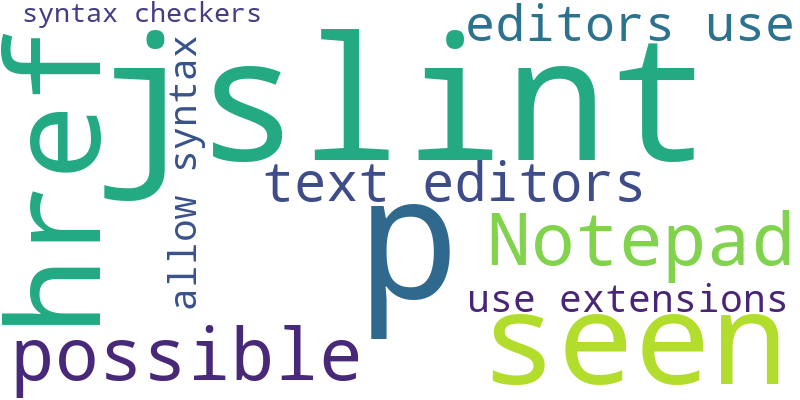 syntax checkers
editors use
href
jslint
allow syntax
text editors
p
Notepad
use extensions
seen
possible